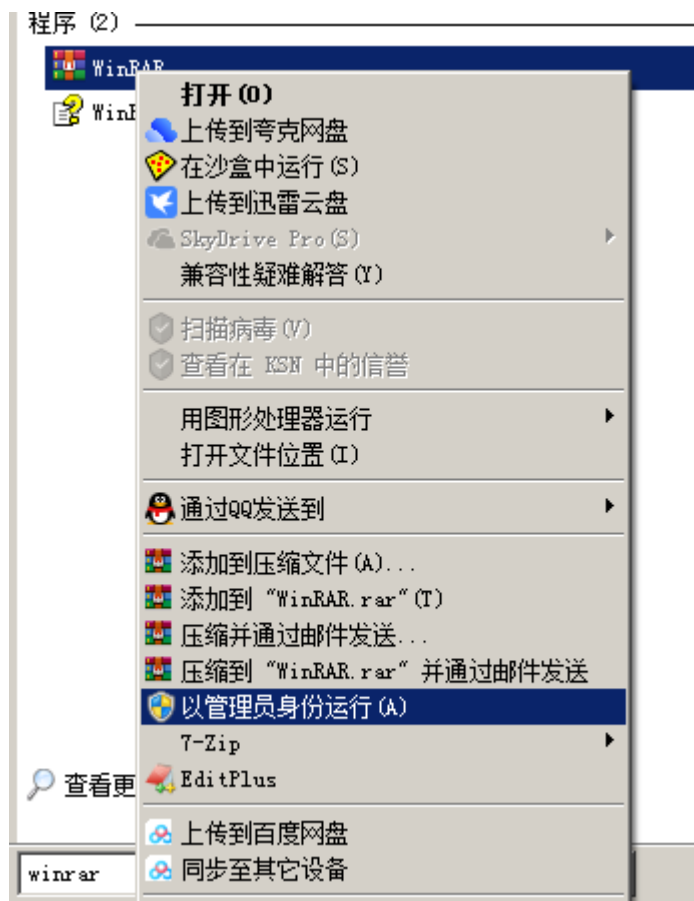 程序 (2)
WinRAR
打开(O)
上传到夸克网盘
在沙盒中运行(S)
上传到迅雷云盘
SkyDrive Pro(S)
兼容性疑难解答(Y)
扫描病毒(V)
查看在 KSN 中的信誉
用图形处理器运行
打开文件位置(I)
通过QQ发送到
添加到压缩文件(A)...
添加到 "WinRAR.rar"(T)
压缩并通过邮件发送...
压缩到 "WinRAR.rar" 并通过邮件发送
以管理员身份运行(A)
7-Zip
查看更
EditPlus
上传到百度网盘
winrar
同步至其它设备